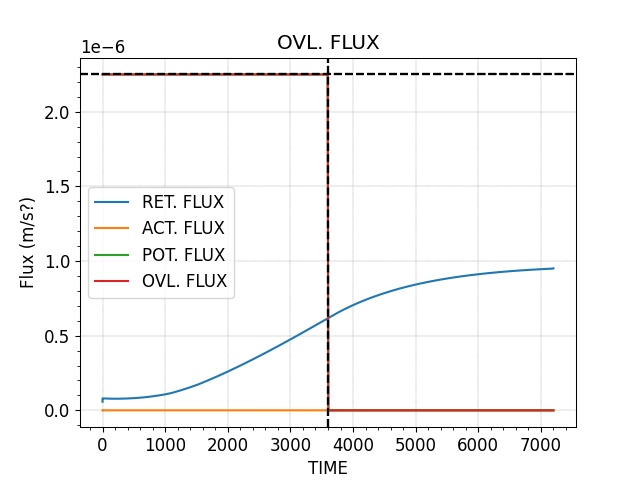 OVL. FLUX
1e−6
2.0
1.5
1.0
0.5
0.0
Flux (m/s?)
RET. FLUX
ACT. FLUX
POT. FLUX
OVL. FLUX
0 1000 2000 3000 4000 5000 6000 7000
TIME